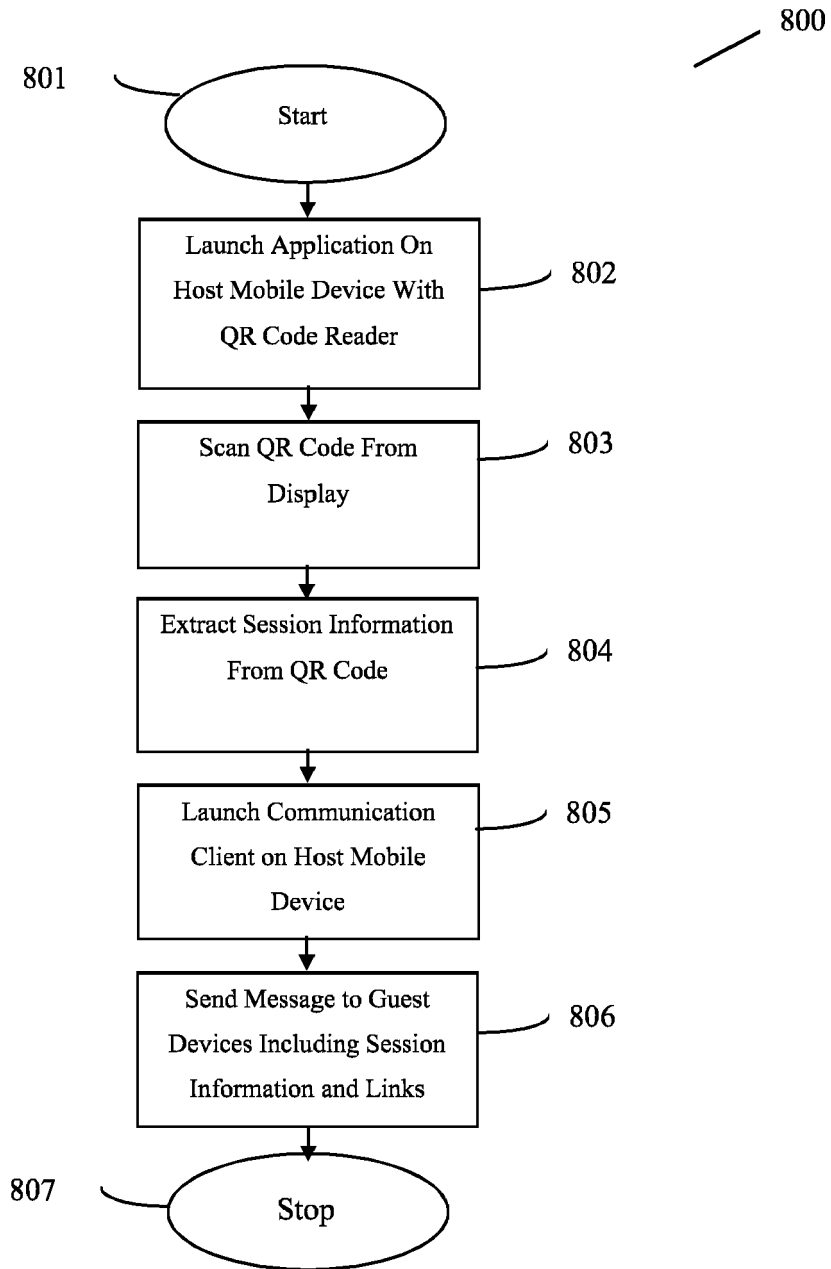 800
801
Start
Launch Application On
Host Mobile Device With
QR Code Reader
802
Scan QR Code From
Display
803
Extract Session Information
From QR Code
804
Launch Communication
Client on Host Mobile
Device
805
Send Message to Guest
Devices Including Session
Information and Links
806
807
Stop